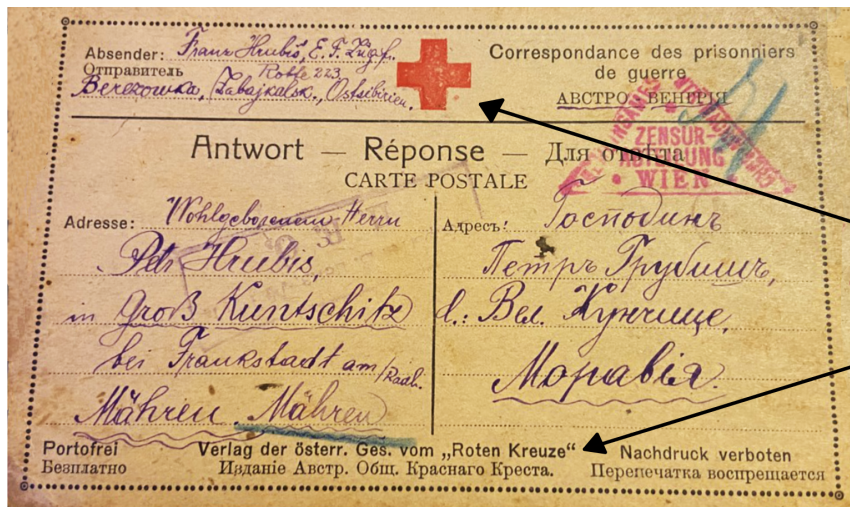 Absender: Franz Hrubiš, E. F. Zugsf.
Отправитель Rotte 223
Berezowka, Zabajkalsk., Ostsibirien.
Correspondance des prisonniers
de guerre
АВСТРО ВЕНГРІЯ
ZENSUR-
ABTEILUNG
WIEN
Antwort — Réponse — Для отвѣта
CARTE POSTALE
Adresse: Wohlgeborenem Herrn
Petr Hrubiš,
in Groß Kuntschitz
bei Frankstadt am/Radh.
Mähren Mähren
Адресъ: Господинъ
Петръ Грубишъ,
d.: Вел. Кунчице,
Моравія.
Portofrei Verlag der österr. Ges. vom „Roten Kreuze“ Nachdruck verboten
Безплатно Изданіе Австр. Общ. Краснаго Креста. Перепечатка воспрещается